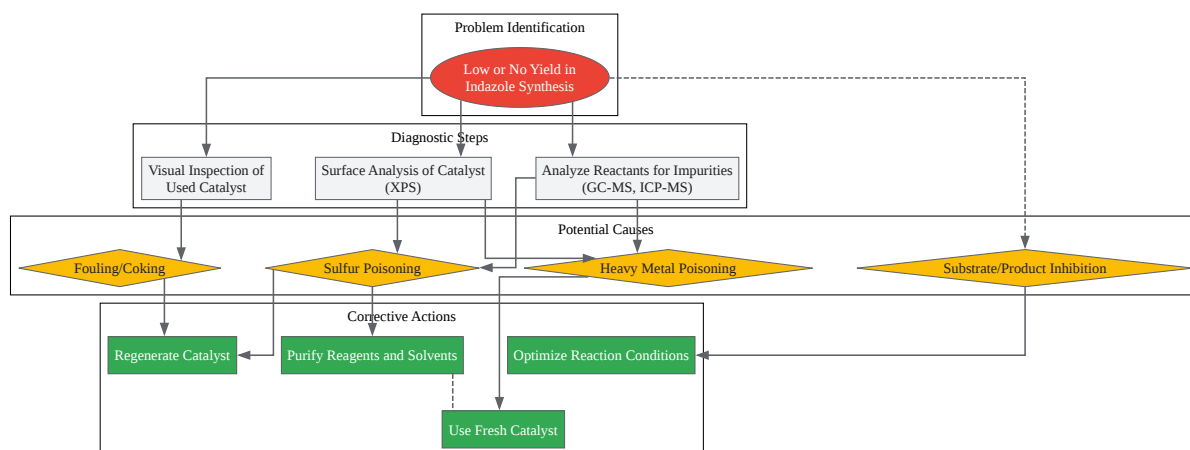 Problem Identification
Low or No Yield in
Indazole Synthesis
Diagnostic Steps
Visual Inspection of
Used Catalyst
Surface Analysis of Catalyst
(XPS)
Analyze Reactants for Impurities
(GC-MS, ICP-MS)
Potential Causes
Fouling/Coking
Sulfur Poisoning
Heavy Metal Poisoning
Substrate/Product Inhibition
Corrective Actions
Regenerate Catalyst
Purify Reagents and Solvents
Optimize Reaction Conditions
Use Fresh Catalyst